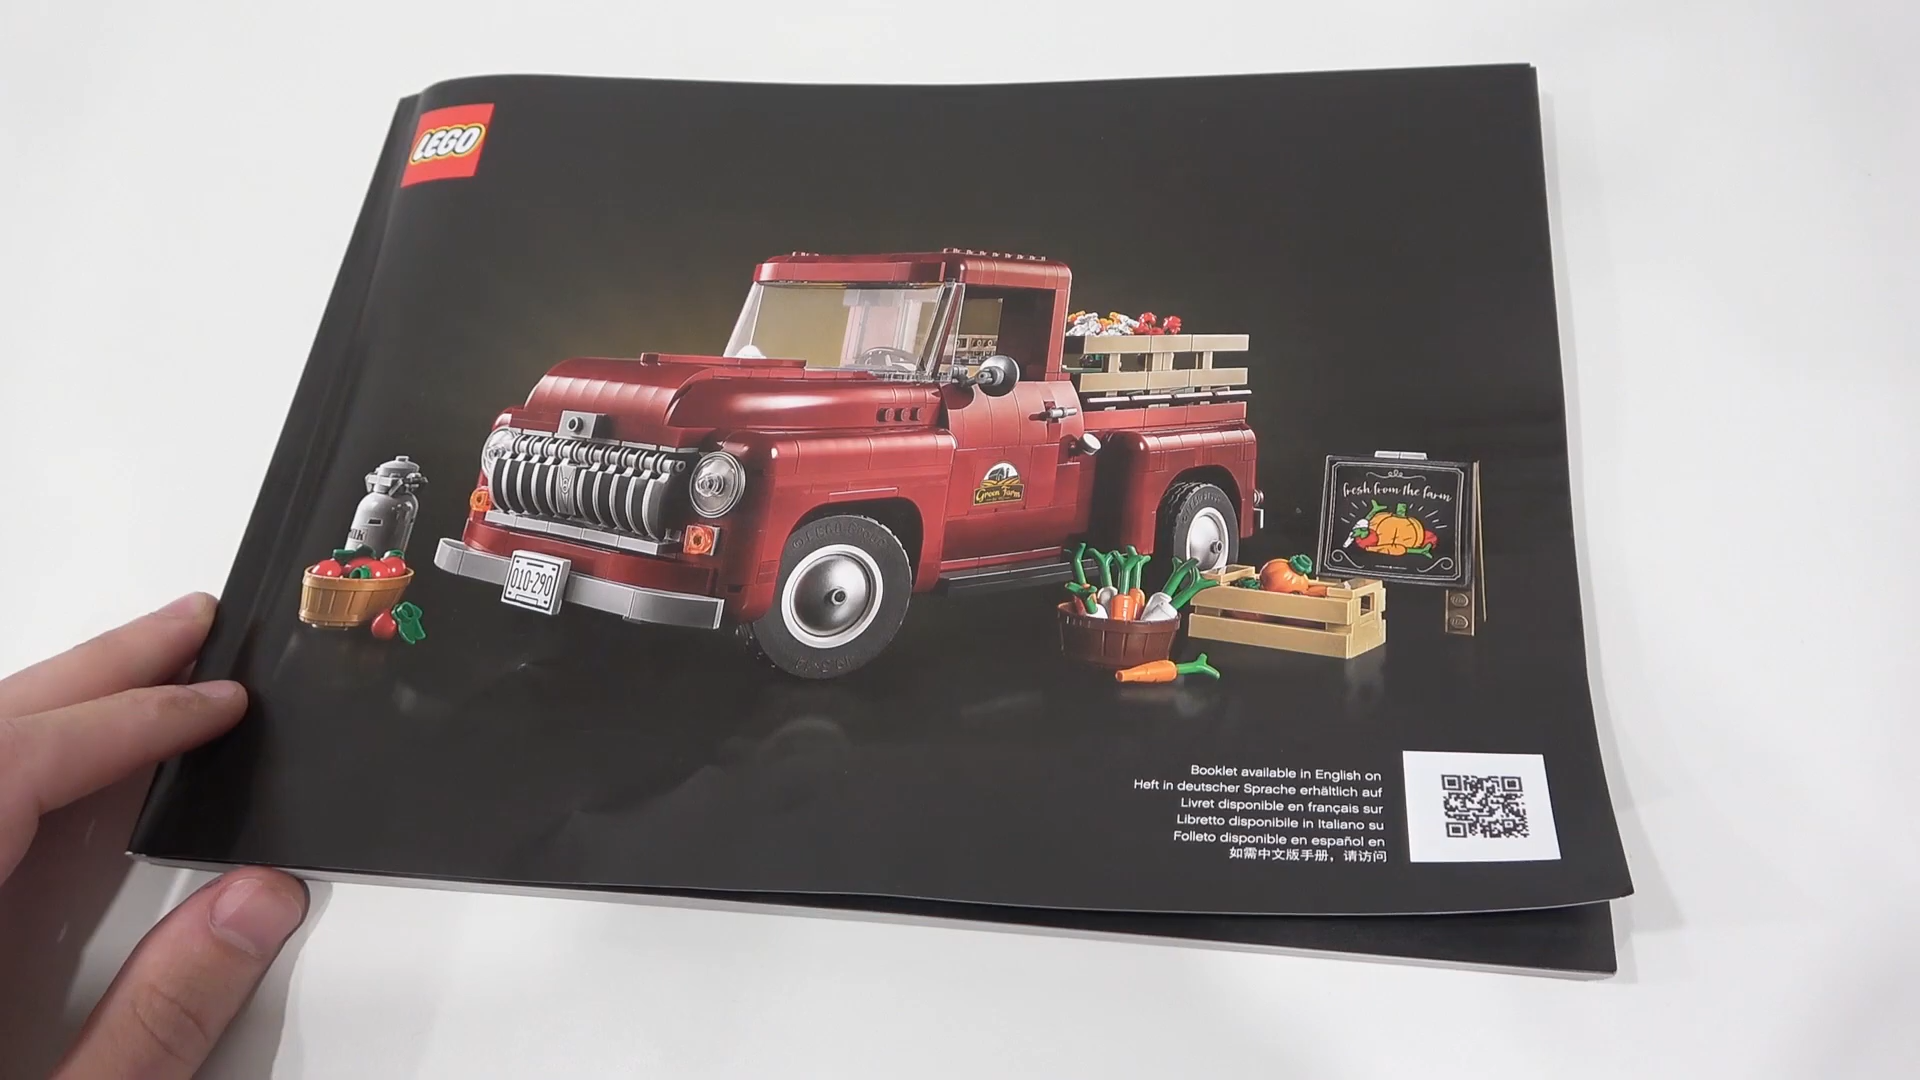 LEGO
fresh from the farm
Green Farm
milk
010-290
Booklet available in English on
Heft in deutscher Sprache erhältlich auf
Livret disponible en français sur
Libretto disponibile in Italiano su
Folleto disponible en español en
如需中文版手册，请访问